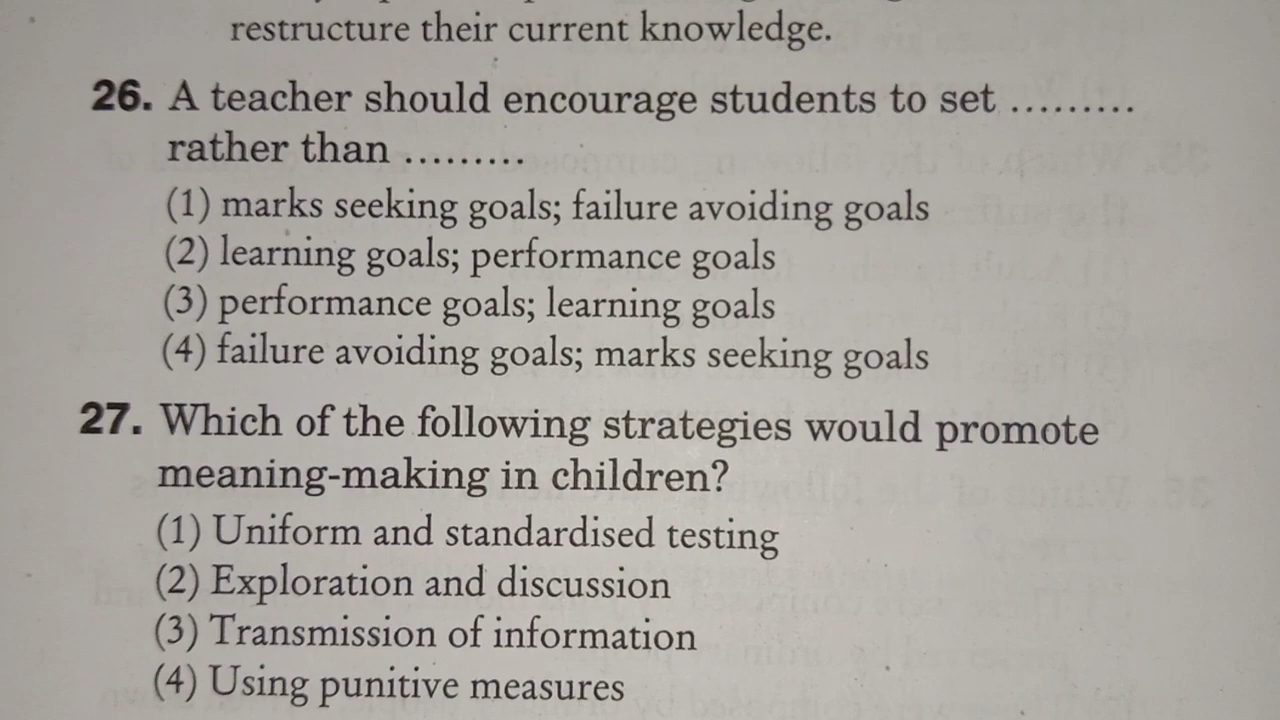 restructure their current knowledge.
26. A teacher should encourage students to set .........
rather than .........
(1) marks seeking goals; failure avoiding goals
(2) learning goals; performance goals
(3) performance goals; learning goals
(4) failure avoiding goals; marks seeking goals
27. Which of the following strategies would promote
meaning-making in children?
(1) Uniform and standardised testing
(2) Exploration and discussion
(3) Transmission of information
(4) Using punitive measures